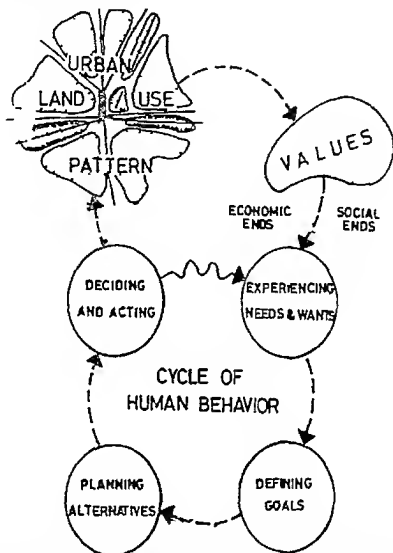 URBAN
LAND USE
PATTERN
VALUES
ECONOMIC ENDS
SOCIAL ENDS
DECIDING
AND ACTING
EXPERIENCING
NEEDS & WANTS
CYCLE OF
HUMAN BEHAVIOR
PLANNING
ALTERNATIVES
DEFINING
GOALS